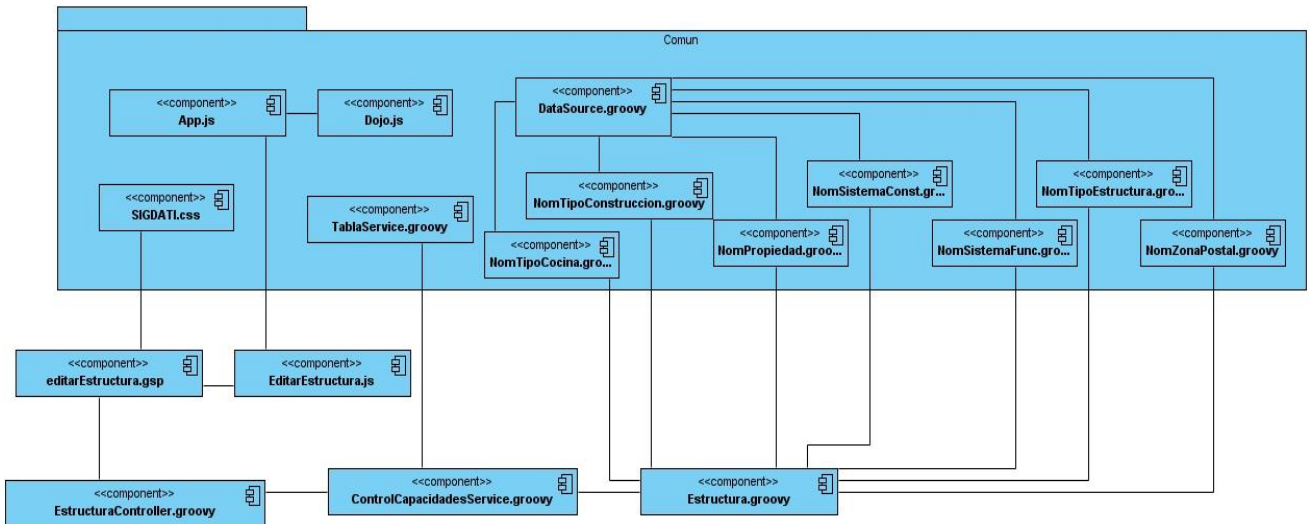 Comun
<<component>>
App.js
<<component>>
Dojo.js
<<component>>
DataSource.groovy
<<component>>
SIGDATI.css
<<component>>
TablaService.groovy
<<component>>
NomTipoConstruccion.groovy
<<component>>
NomSistemaConst.gr...
<<component>>
NomTipoEstructura.gro...
<<component>>
NomTipoCocina.gro...
<<component>>
NomPropiedad.groo...
<<component>>
NomSistemaFunc.gro...
<<component>>
NomZonaPostal.groovy
<<component>>
editarEstructura.gsp
<<component>>
EditarEstructura.js
<<component>>
EstructuraController.groovy
<<component>>
ControlCapacidadesService.groovy
<<component>>
Estructura.groovy